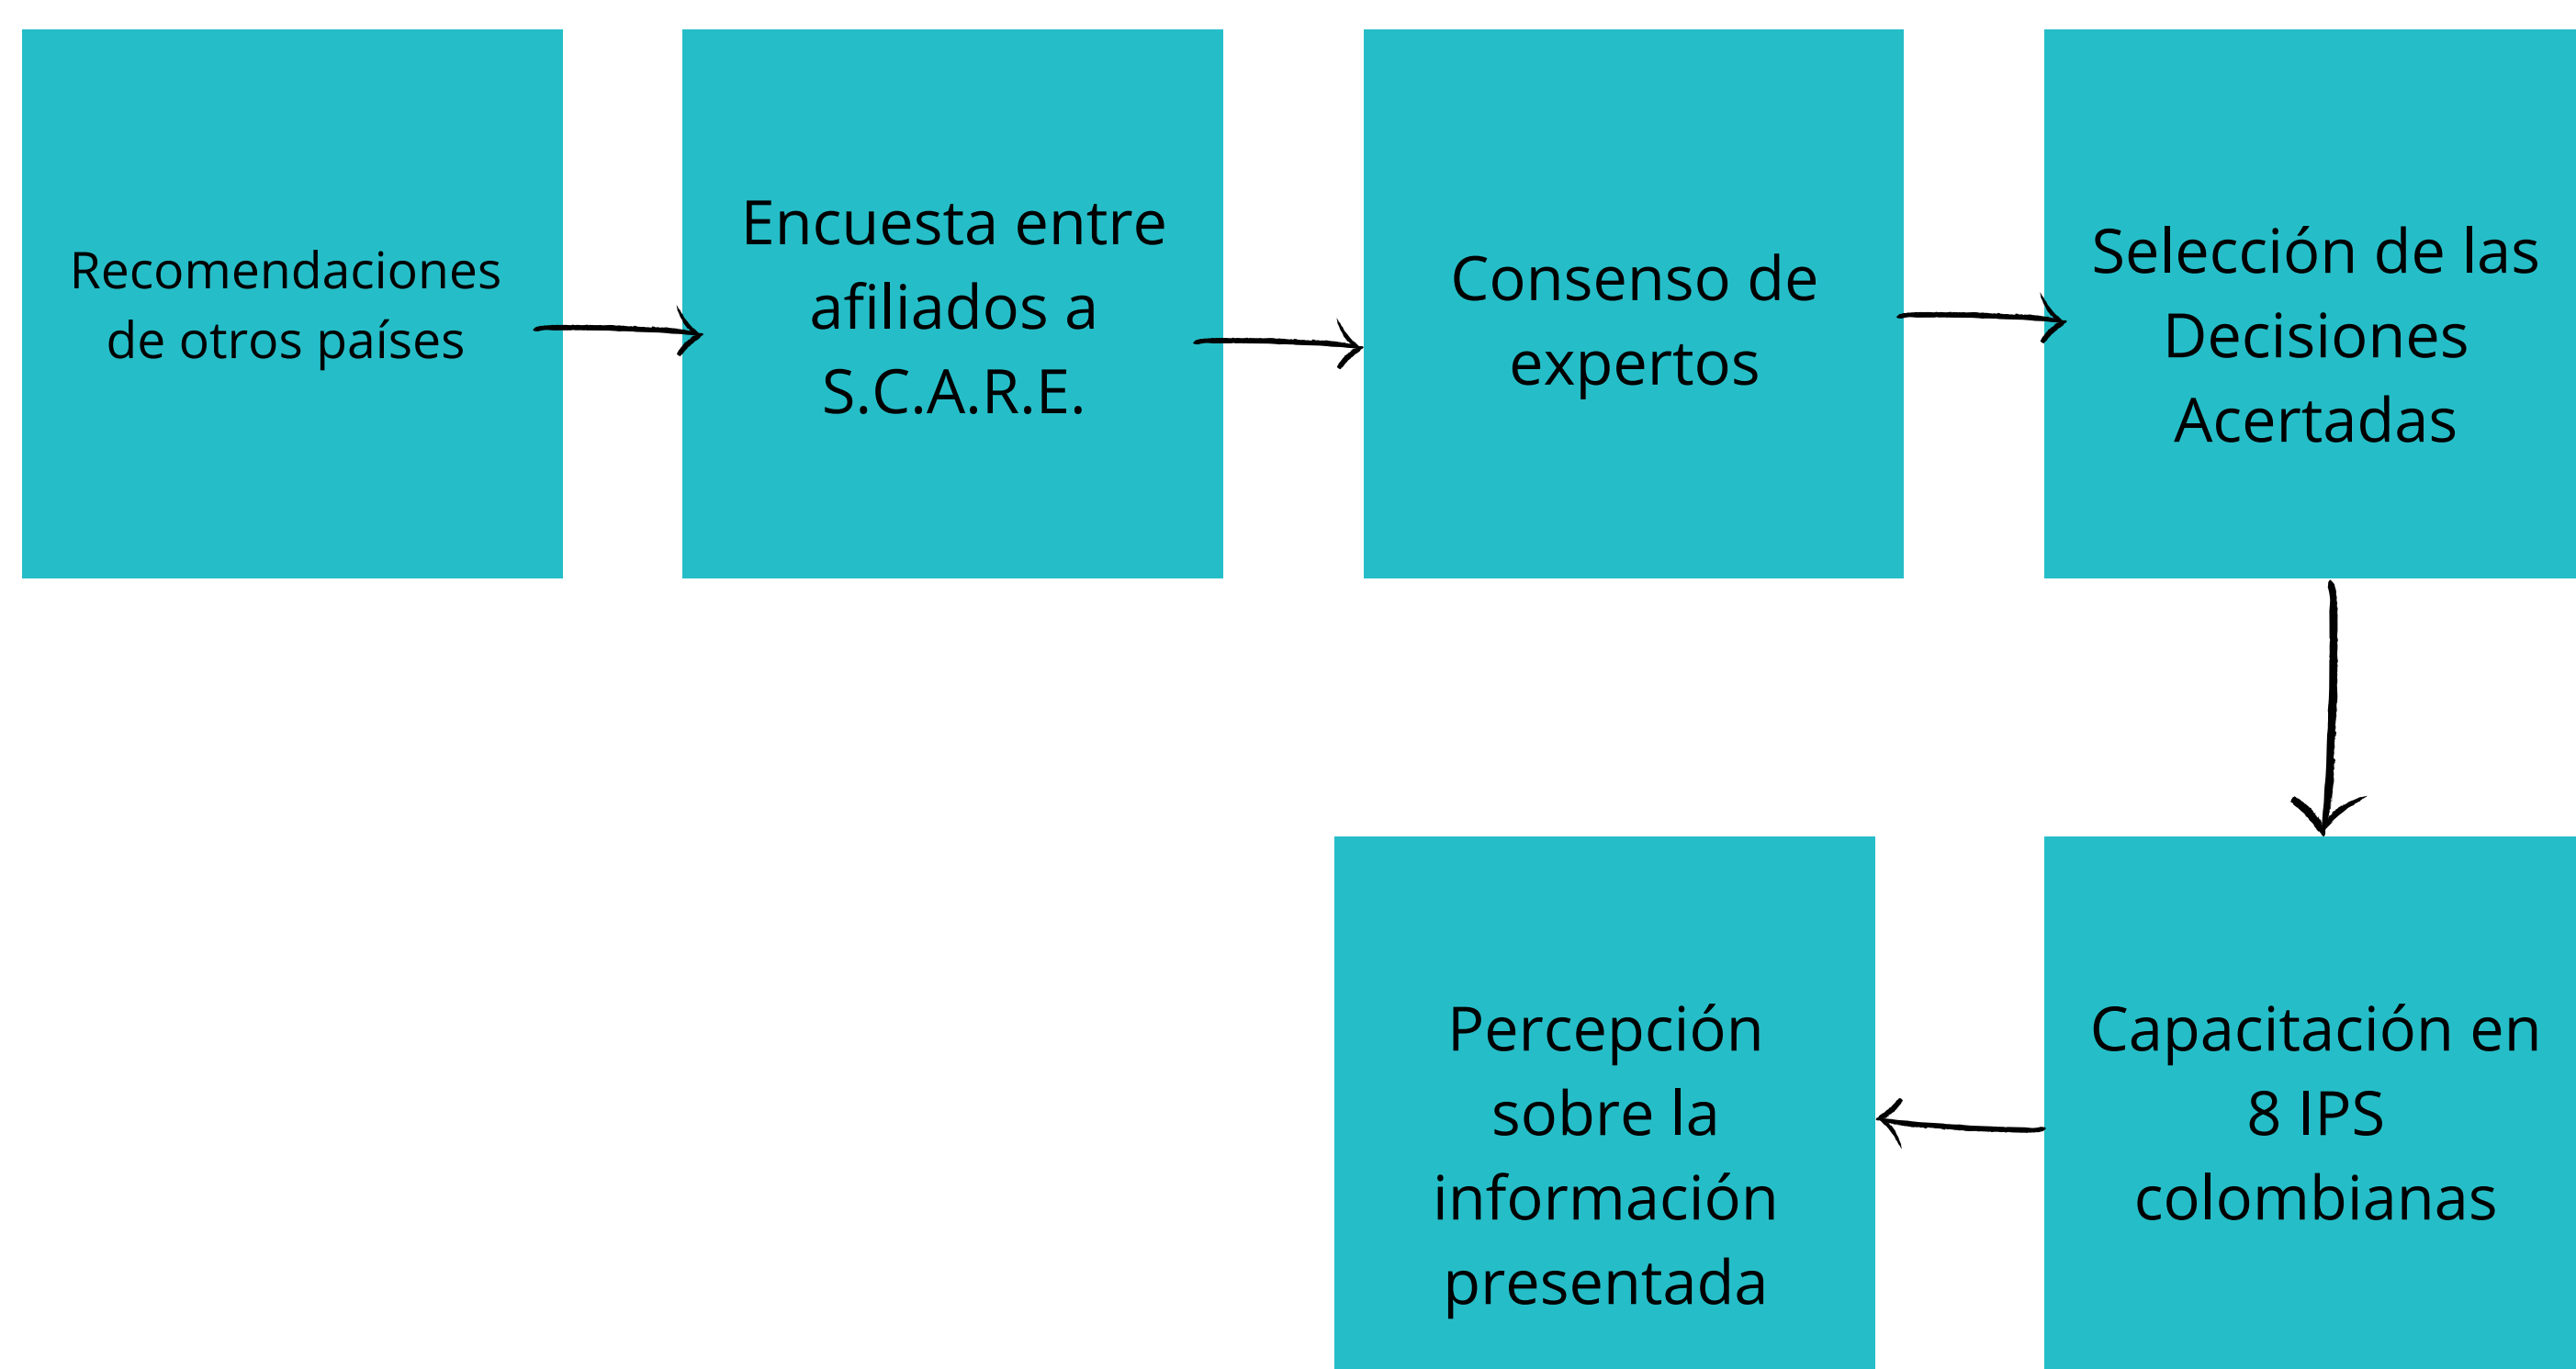 Recomendaciones
de otros países
Encuesta entre
afiliados a
S.C.A.R.E.
Consenso de
expertos
Selección de las
Decisiones
Acertadas
Capacitación en
8 IPS
colombianas
Percepción
sobre la
información
presentada